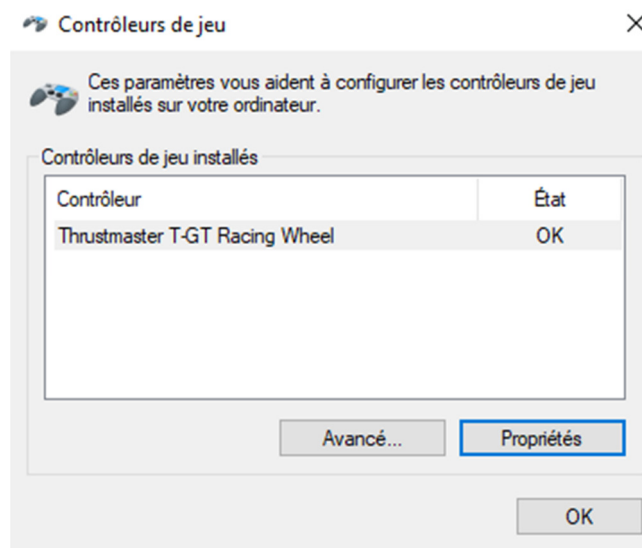 Contrôleurs de jeu
Ces paramètres vous aident à configurer les contrôleurs de jeu
installés sur votre ordinateur.
Contrôleurs de jeu installés
Contrôleur État
Thrustmaster T-GT Racing Wheel OK
Avancé... Propriétés
OK